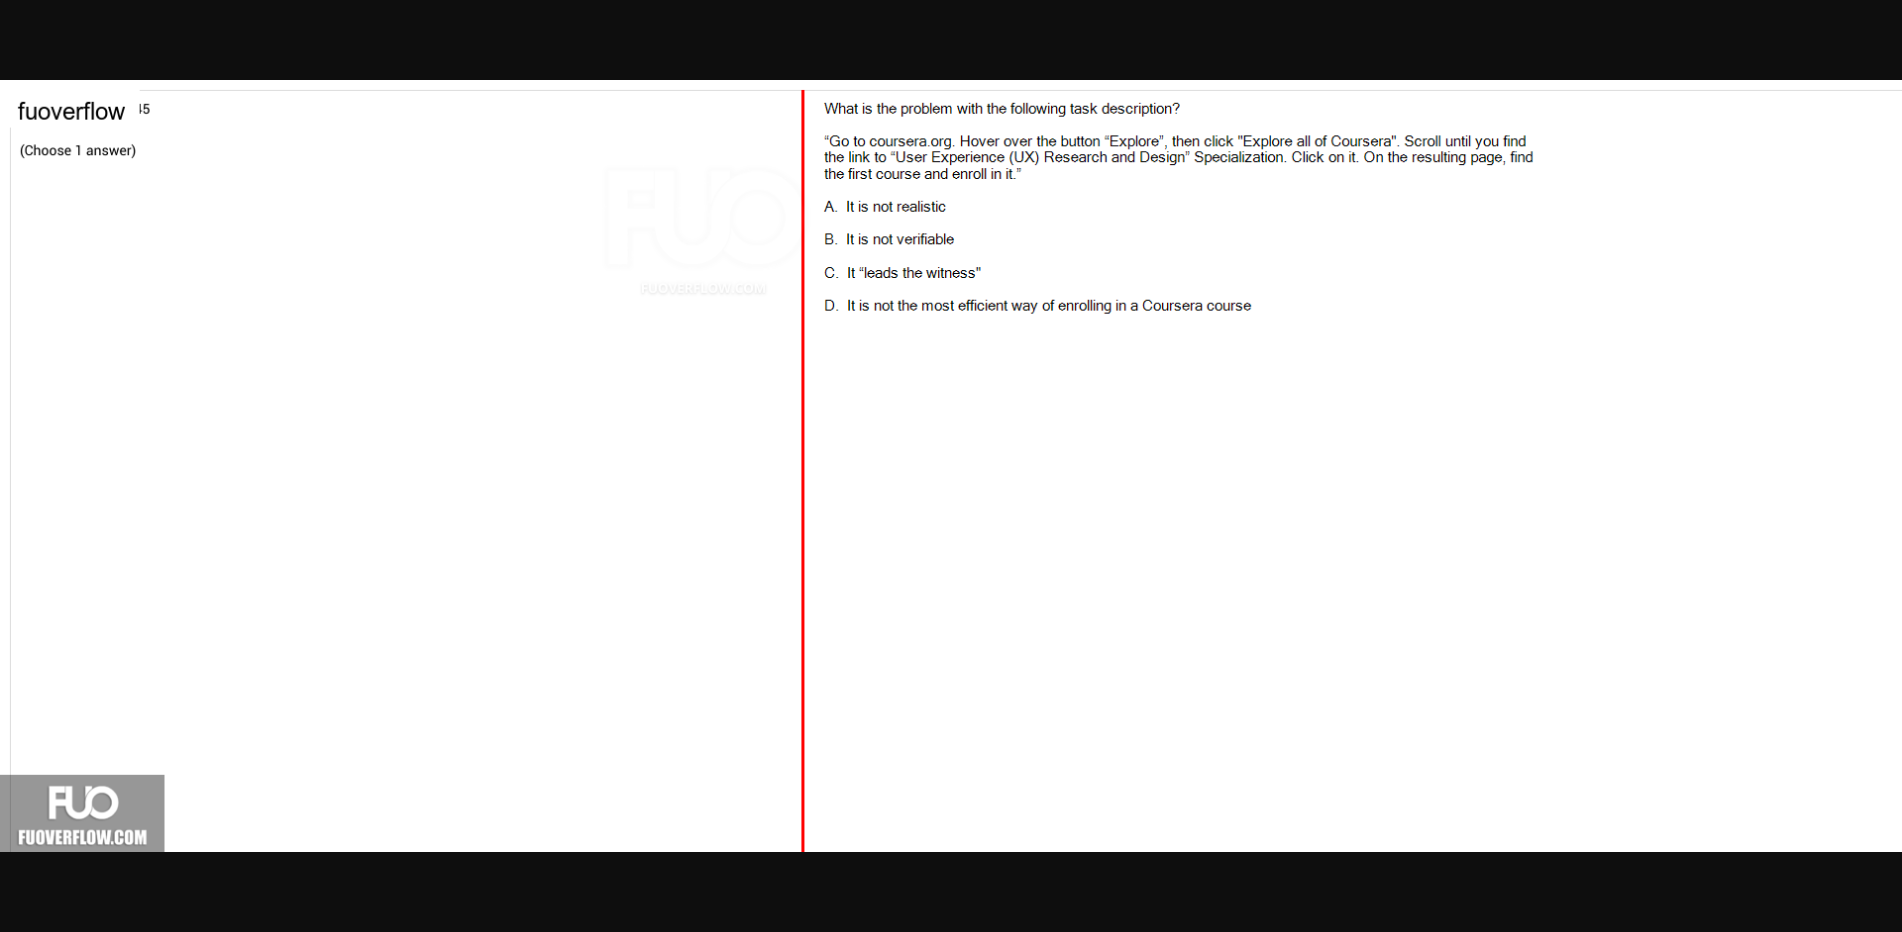 fuoverflow 45
(Choose 1 answer)
FUO
FUOVERFLOW.COM
What is the problem with the following task description?
“Go to coursera.org. Hover over the button “Explore”, then click "Explore all of Coursera". Scroll until you find
the link to “User Experience (UX) Research and Design” Specialization. Click on it. On the resulting page, find
the first course and enroll in it.”
A. It is not realistic
B. It is not verifiable
C. It “leads the witness"
D. It is not the most efficient way of enrolling in a Coursera course
FUO
FUOVERFLOW.COM